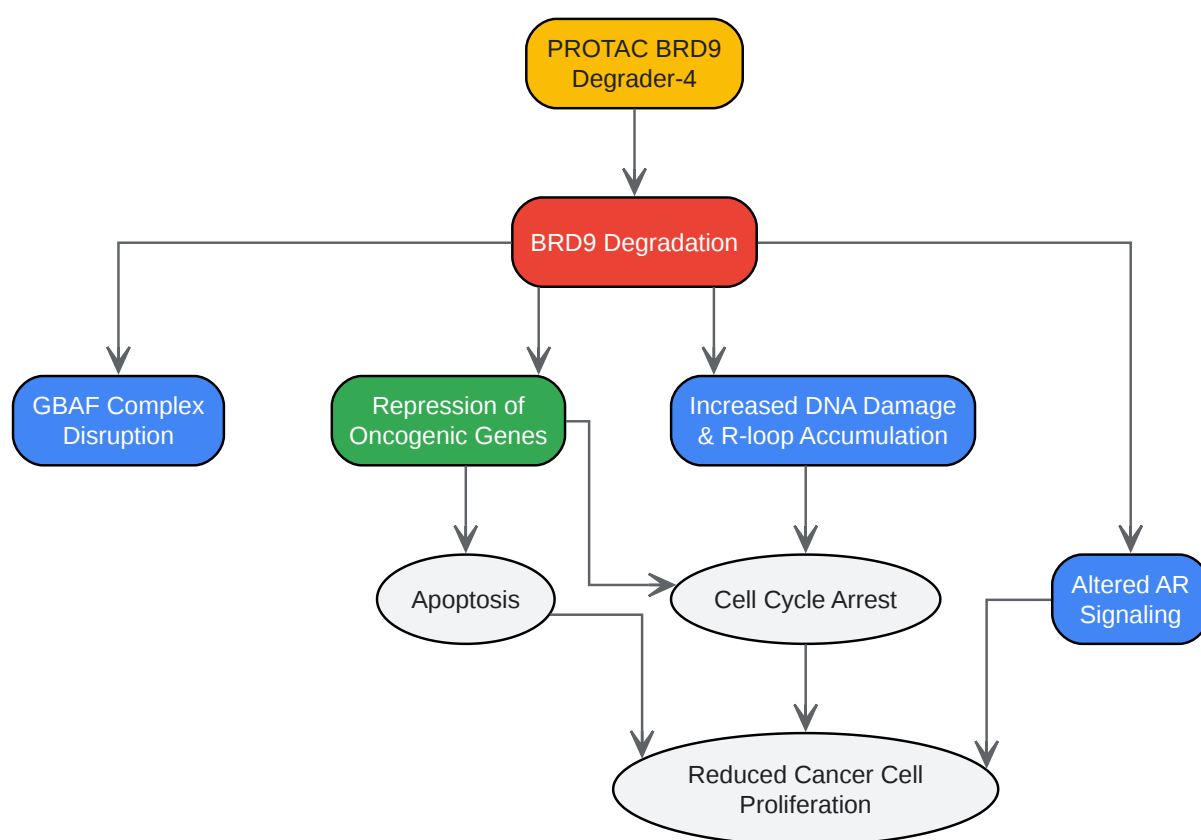 PROTAC BRD9
Degrader-4
BRD9 Degradation
GBAF Complex
Disruption
Repression of
Oncogenic Genes
Increased DNA Damage
& R-loop Accumulation
Apoptosis
Cell Cycle Arrest
Altered AR
Signaling
Reduced Cancer Cell
Proliferation